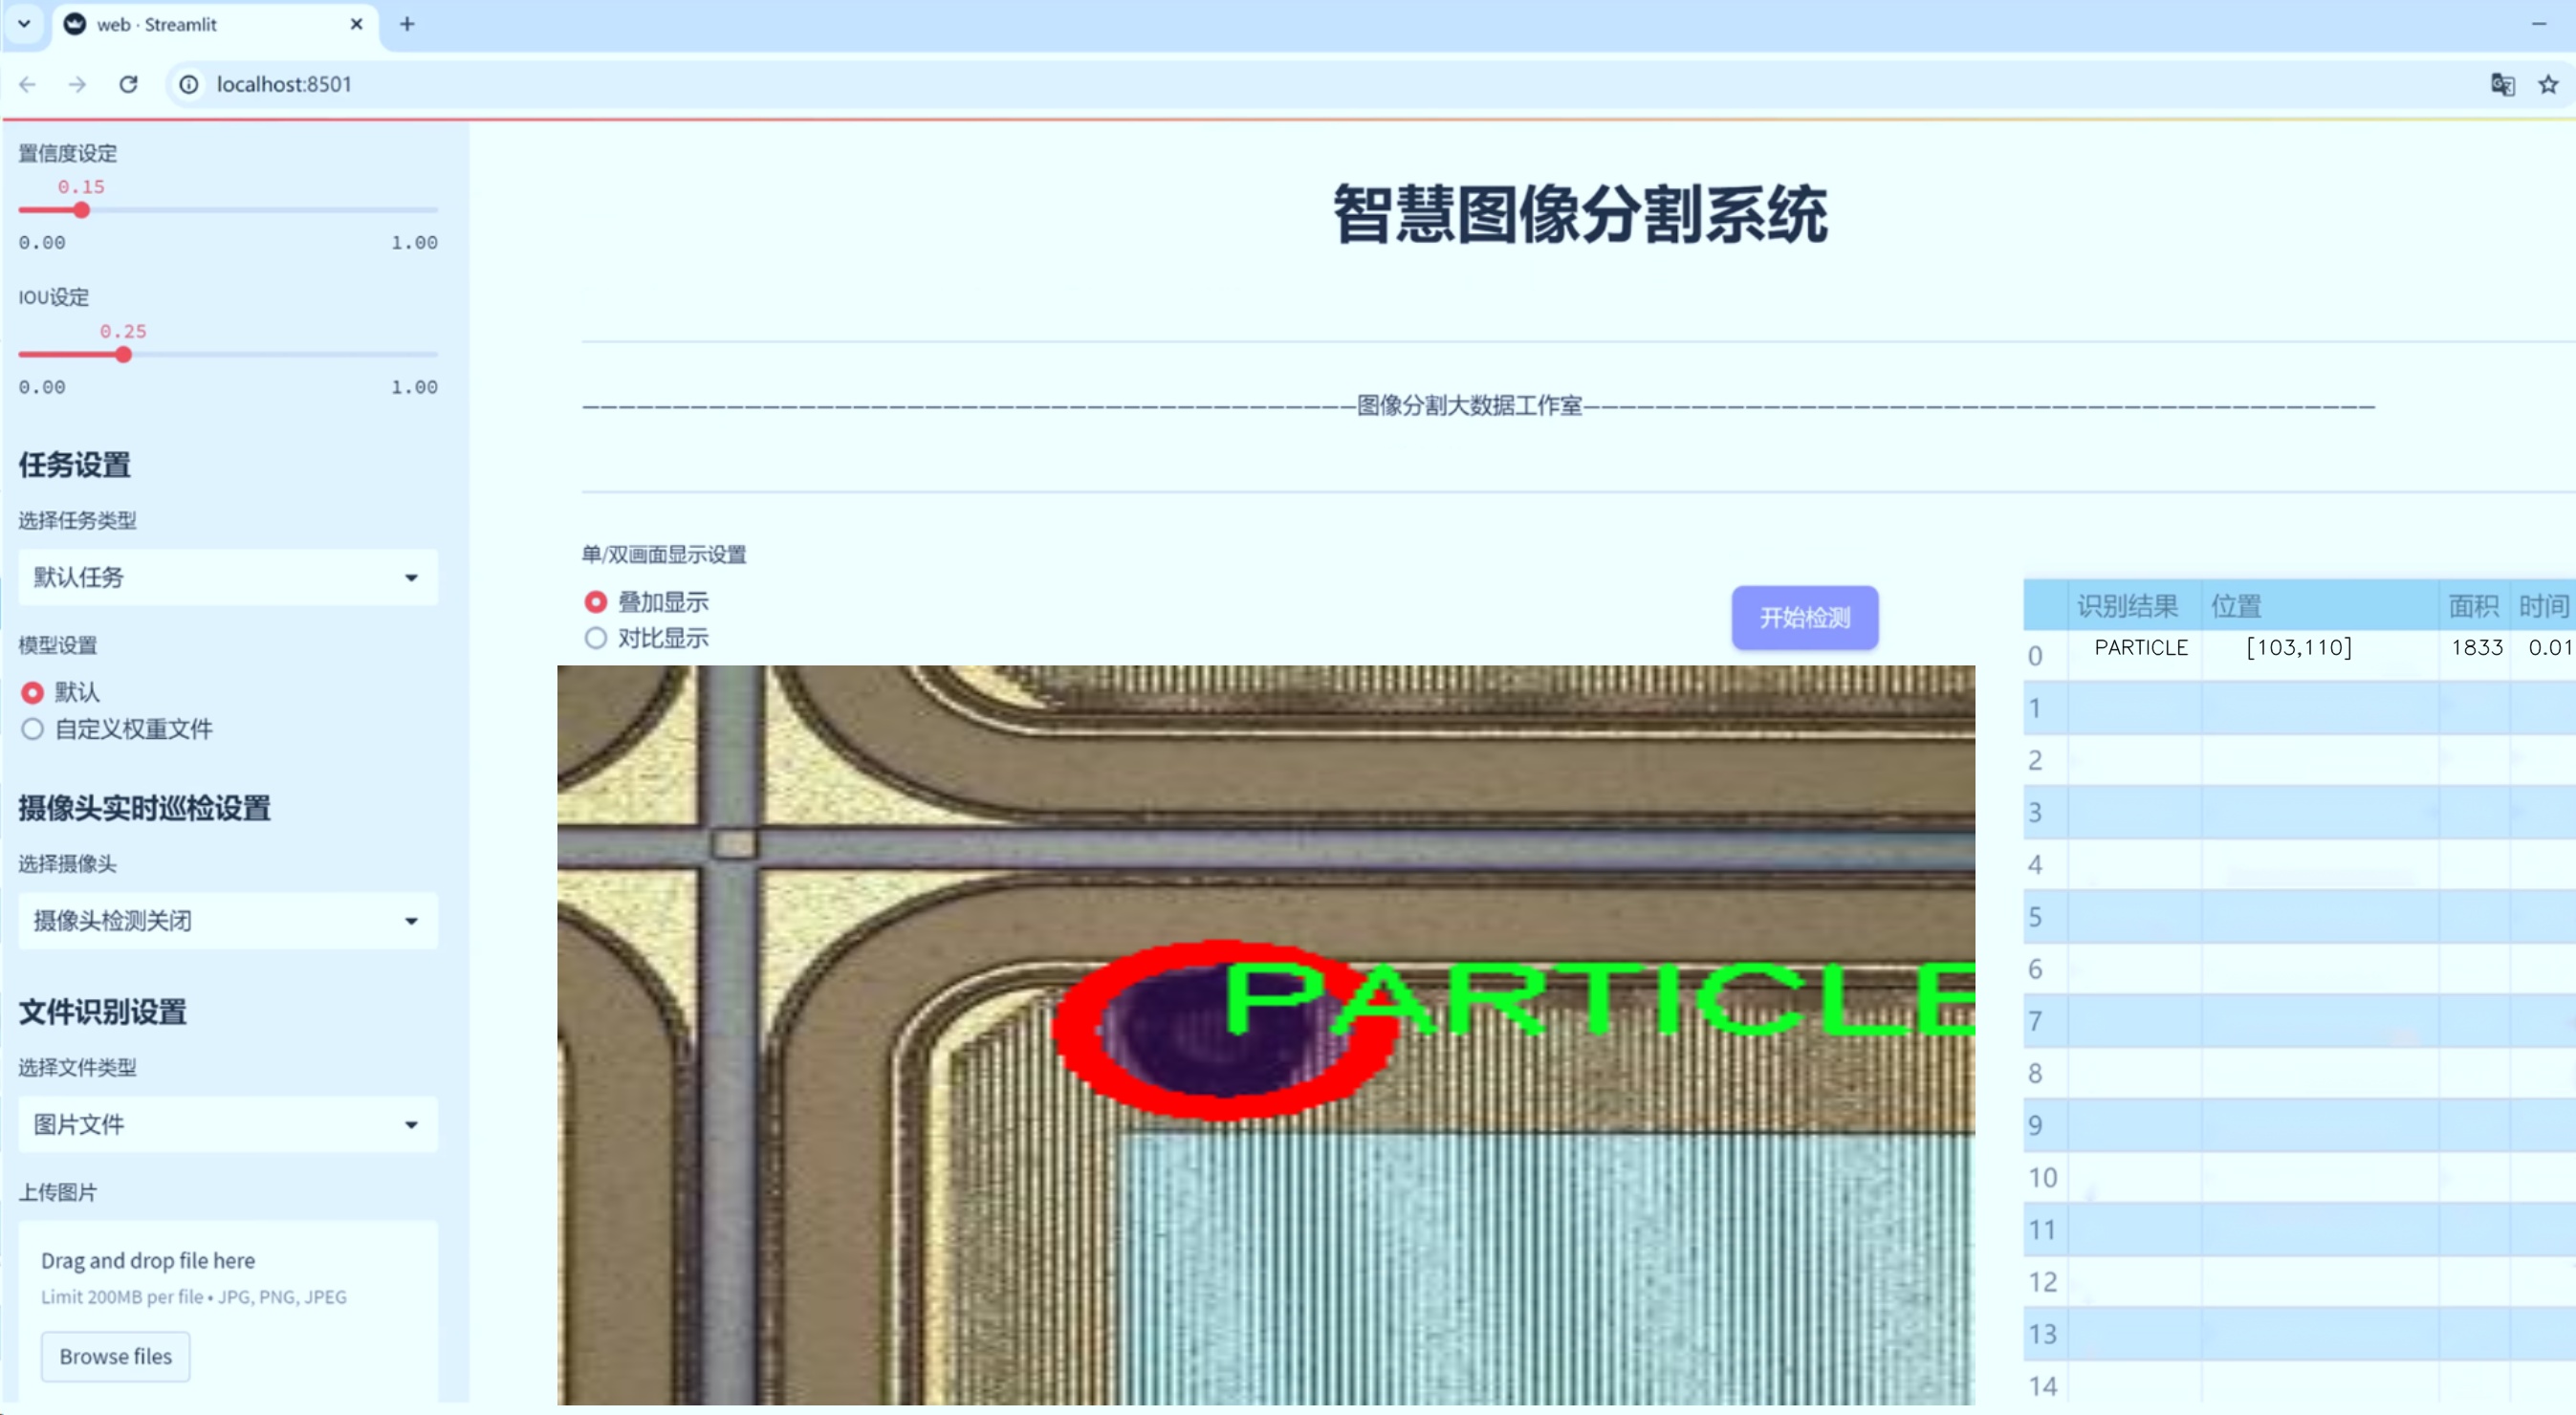 web · Streamlit
localhost:8501
置信度设定
0.15
0.00 1.00
IOU设定
0.25
0.00 1.00
任务设置
选择任务类型
默认任务
模型设置
默认
自定义权重文件
摄像头实时巡检设置
选择摄像头
摄像头检测关闭
文件识别设置
选择文件类型
图片文件
上传图片
Drag and drop file here
Limit 200MB per file • JPG, PNG, JPEG
Browse files
智慧图像分割系统
图像分割大数据工作室
单/双画面显示设置
叠加显示
对比显示
开始检测
PARTICLE
识别结果 位置 面积 时间
0 PARTICLE [103,110] 1833 0.01
1
2
3
4
5
6
7
8
9
10
11
12
13
14